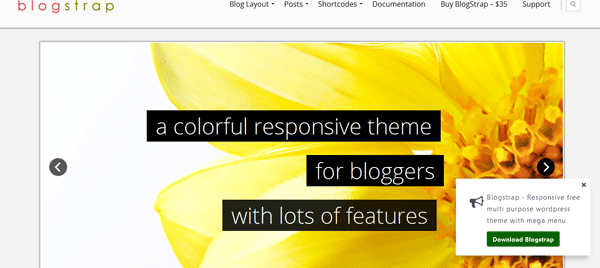 blogstrap
Blog Layout Posts Shortcodes Documentation Buy BlogStrap – $35 Support
a colorful responsive theme
for bloggers
with lots of features
Blogstrap - Responsive free
multi purpose wordpress
theme with mega menu
Download Blogstrap